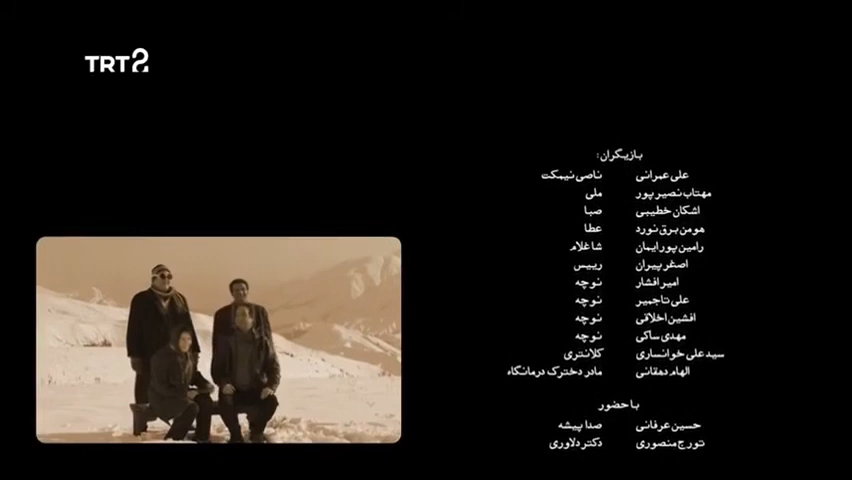 TRT2
بازیگران:
علی عمرانی ناصی نیمکت
مهتاب نصیرپور ملی
اشکان خطیبی صبا
هومن برق نورد عطا
رامین پورایمان شاغلام
اصغر پیران رییس
امیر افشار نوچه
علی تاجمیر نوچه
افشین اخلاقی نوچه
مهدی ساکی نوچه
سید علی خوانساری کلانتری
الهام دهقانی مادر دخترک درمانگاه
با حضور
حسین عرفانی صدا پیشه
تورج منصوری دکتر دلاوری